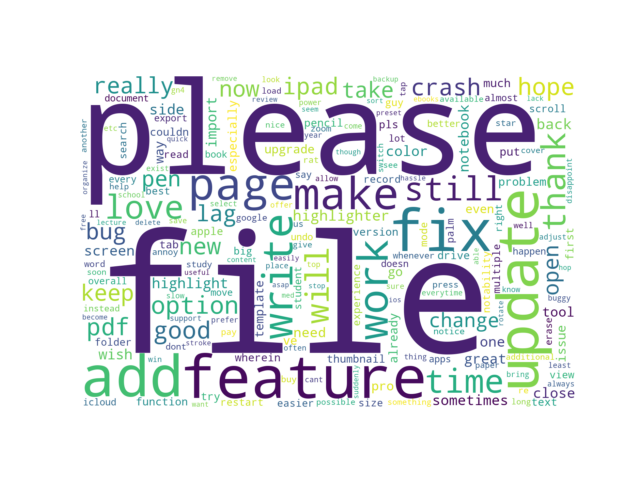 please
file
really
now
ipad
take
crash
much
hope
document
remove
look
gn4
backup
load
tap
guy
almost
review
power
sort
available
lack
etc
side
export
couldn
import
especially
nice
pencil
come
pls
better
star
scroll
another
search
way
quick
upgrade
zoom
year
preset
lot
notebook
put
cover
back
organize
exist
read
book
rat
though
switch
see
color
disappoint
every
pen
page
say
allow
record
hassle
problem
help
best
make
still
know
thank
ll
love
lag
select
google
highlighter
us
palm
even
right
well
first
school
free
lecture
delete
save
bug
apple
undo
give
version
mode
fix
happen
adjust
hop
screen
tab
new
big
write
will
work
doesn
whenever
drive
notability
multiple
update
open
word
annoy
content
easily
place
go
able
soon
study
highlight
top
experience
sure
press
everytime
buggy
overall
useful
student
asap
stop
ios
change
rotate
keep
option
slow
move
template
med
offer
already
notice
tool
issue
instead
become
support
stroke
need
often
one
paper
erase
pdf
good
dont
pay
ve
apps
great
least
folder
wherein
thumbnail
thing
additional
view
wish
win
buy
cant
pro
re
bring
always
add
feature
time
icloud
function
try
want
restart
easier
possible
suddenly
size
something
prefer
sometimes
long
text
close